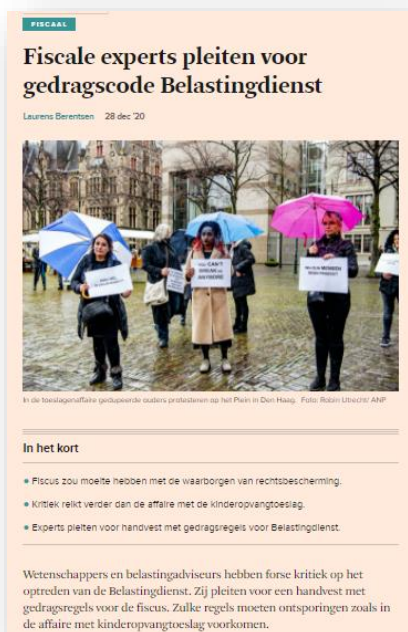 FISCAAL
Fiscale experts pleiten voor
gedragscode Belastingdienst
Laurens Berentsen 28 dec '20
In de toeslagenaffaire gedupeerde ouders protesteren op het Plein in Den Haag. Foto: Robin Utrecht/ ANP
In het kort
• Fiscus zou moeite hebben met de waarborgen van rechtsbescherming.
• Kritiek reikt verder dan de affaire met de kinderopvangtoeslag.
• Experts pleiten voor handvest met gedragsregels voor Belastingdienst.
Wetenschappers en belastingadviseurs hebben forse kritiek op het
optreden van de Belastingdienst. Zij pleiten voor een handvest met
gedragsregels voor de fiscus. Zulke regels moeten ontsporingen zoals in
de affaire met kinderopvangtoeslag voorkomen.